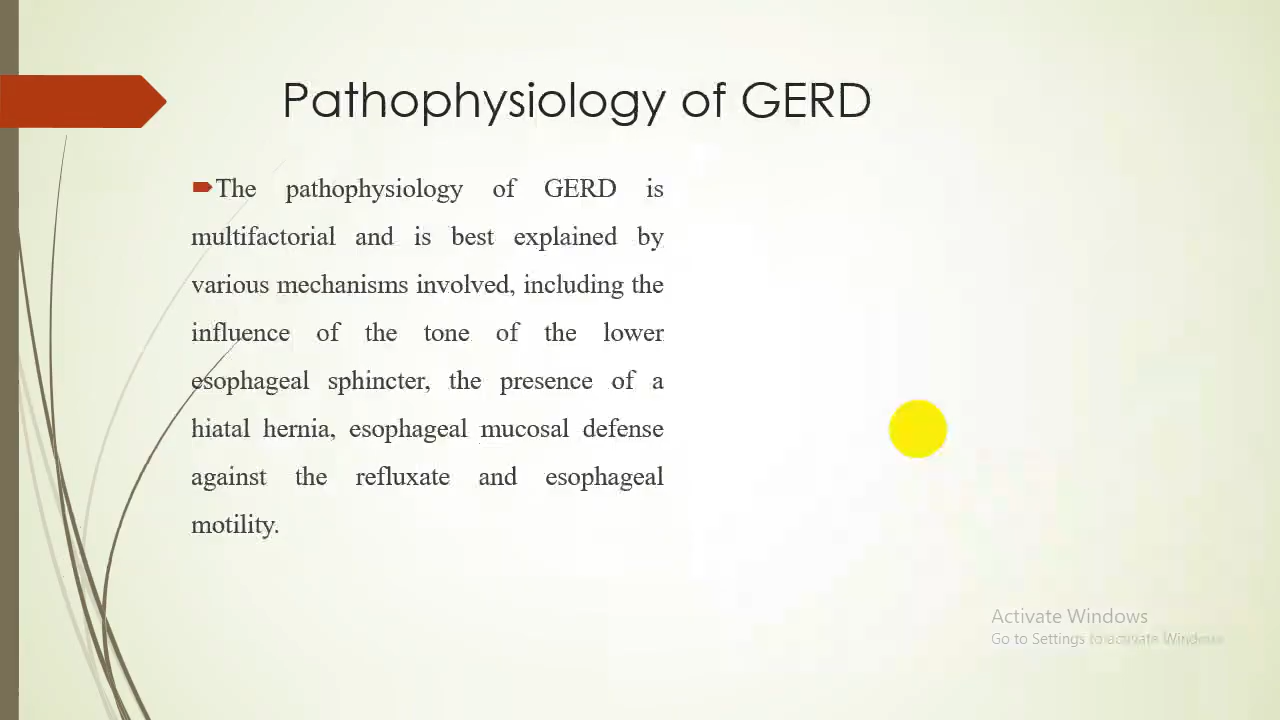 Pathophysiology of GERD
The pathophysiology of GERD is
multifactorial and is best explained by
various mechanisms involved, including the
influence of the tone of the lower
esophageal sphincter, the presence of a
hiatal hernia, esophageal mucosal defense
against the refluxate and esophageal
motility.
Activate Windows
Go to Settings to activate Windows